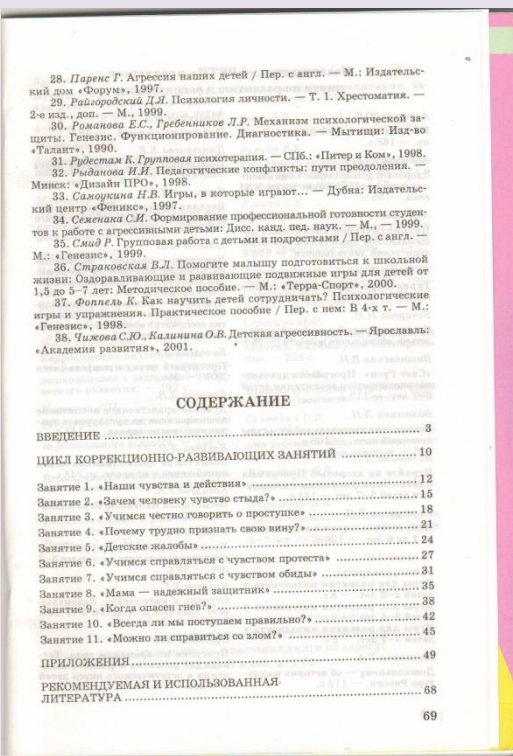 28. Паренс Г. Агрессия наших детей / Пер. с англ. — М.: Издательс-
кий дом «Форум», 1997.
29. Райгородский Д.Я. Психология личности. — Т. 1. Хрестоматия. —
2-е изд., доп. — М., 1999.
30. Романова Е.С., Гребенников Л.Р. Механизм психологической за-
щиты. Генезис. Функционирование. Диагностика. — Мытищи: Изд-во
«Талант», 1990.
31. Рудестам К. Групповая психотерапия. — СПб.: «Питер и Ком», 1998.
32. Рыданова И.И. Педагогические конфликты: пути преодоления. —
Минск: «Дизайн ПРО», 1998.
33. Самоукина Н.В. Игры, в которые играют... — Дубна: Издательс-
кий центр «Феникс», 1997.
34. Семенака С.И. Формирование профессиональной готовности студен-
тов к работе с агрессивными детьми: Дисс. канд. пед. наук. — М., — 1999.
35. Смид Р. Групповая работа с детьми и подростками / Пер. с англ. —
М.: «Генезис», 1999.
36. Страковская В.Л. Помогите малышу подготовиться к школьной
жизни: Оздоравливающие и развивающие подвижные игры для детей от
1,5 до 5–7 лет: Методическое пособие. — М.: «Терра-Спорт», 2000.
37. Фоппель К. Как научить детей сотрудничать? Психологические
игры и упражнения. Практическое пособие / Пер. с нем: В 4-х т. — М.:
«Генезис», 1998.
38. Чижова С.Ю., Калинина О.В. Детская агрессивность. — Ярославль:
«Академия развития», 2001.
СОДЕРЖАНИЕ
ВВЕДЕНИЕ ........ 3
ЦИКЛ КОРРЕКЦИОННО-РАЗВИВАЮЩИХ ЗАНЯТИЙ ........ 10
Занятие 1. «Наши чувства и действия» ........ 12
Занятие 2. «Зачем человеку чувство стыда?» ........ 15
Занятие 3. «Учимся честно говорить о проступке» ........ 18
Занятие 4. «Почему трудно признать свою вину?» ........ 21
Занятие 5. «Детские жалобы» ........ 24
Занятие 6. «Учимся справляться с чувством протеста» ........ 27
Занятие 7. «Учимся справляться с чувством обиды» ........ 31
Занятие 8. «Мама — надежный защитник» ........ 35
Занятие 9. «Когда опасен гнев?» ........ 38
Занятие 10. «Всегда ли мы поступаем правильно?» ........ 42
Занятие 11. «Можно ли справиться со злом?» ........ 45
ПРИЛОЖЕНИЯ ........ 49
РЕКОМЕНДУЕМАЯ И ИСПОЛЬЗОВАННАЯ
ЛИТЕРАТУРА ........ 68
69